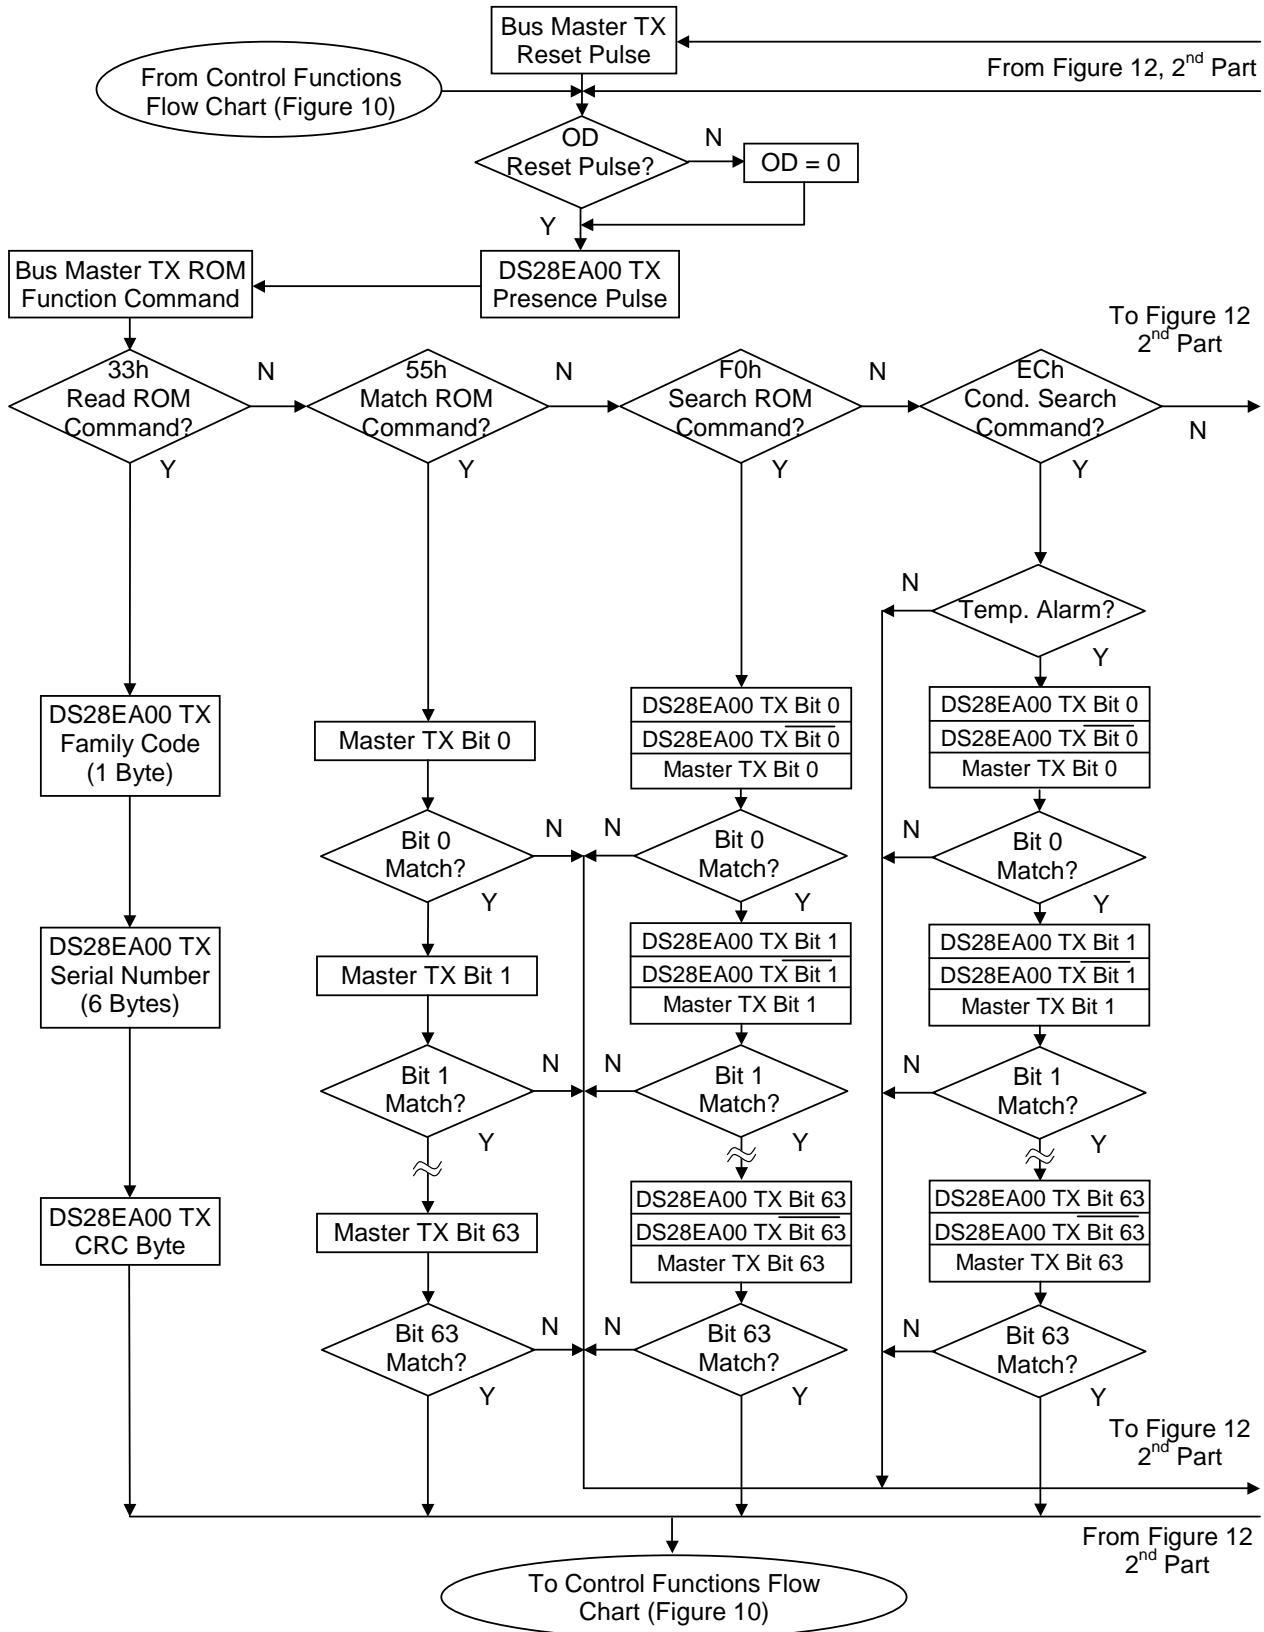 Bus Master TX
Reset Pulse
From Figure 12, 2nd Part
From Control Functions
Flow Chart (Figure 10)
OD
Reset Pulse?
N
OD = 0
Y
Bus Master TX ROM
Function Command
DS28EA00 TX
Presence Pulse
To Figure 12
2nd Part
33h
Read ROM
Command?
N
Y
55h
Match ROM
Command?
N
Y
F0h
Search ROM
Command?
N
Y
ECh
Cond. Search
Command?
N
Y
Temp. Alarm?
N
Y
DS28EA00 TX
Family Code
(1 Byte)
DS28EA00 TX
Serial Number
(6 Bytes)
DS28EA00 TX
CRC Byte
Master TX Bit 0
Bit 0
Match?
N
Y
Master TX Bit 1
Bit 1
Match?
N
Y
Master TX Bit 63
Bit 63
Match?
N
Y
DS28EA00 TX Bit 0
DS28EA00 TX Bit 0
Master TX Bit 0
N
Bit 0
Match?
Y
DS28EA00 TX Bit 1
DS28EA00 TX Bit 1
Master TX Bit 1
N
Bit 1
Match?
Y
DS28EA00 TX Bit 63
DS28EA00 TX Bit 63
Master TX Bit 63
N
Bit 63
Match?
Y
DS28EA00 TX Bit 0
DS28EA00 TX Bit 0
Master TX Bit 0
N
Bit 0
Match?
Y
DS28EA00 TX Bit 1
DS28EA00 TX Bit 1
Master TX Bit 1
N
Bit 1
Match?
Y
DS28EA00 TX Bit 63
DS28EA00 TX Bit 63
Master TX Bit 63
N
Bit 63
Match?
Y
To Figure 12
2nd Part
From Figure 12
2nd Part
To Control Functions Flow
Chart (Figure 10)